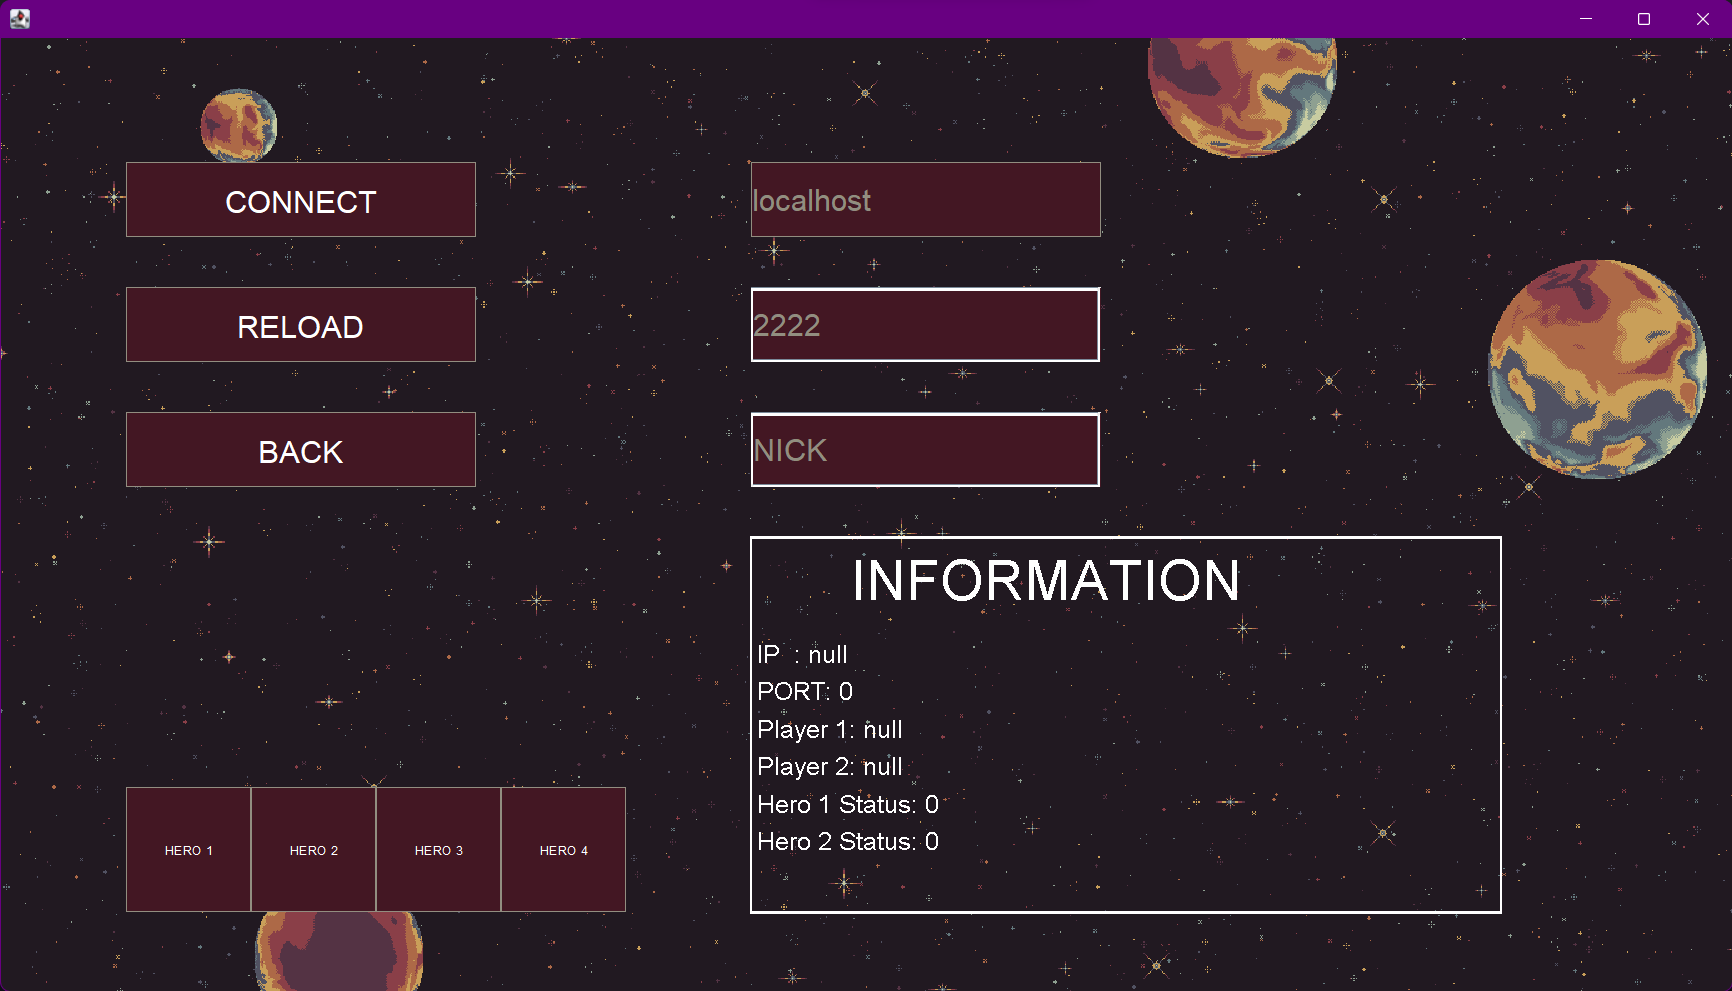 CONNECT
localhost
RELOAD
2222
BACK
NICK
INFORMATION
IP  : null
PORT: 0
Player 1: null
Player 2: null
Hero 1 Status: 0
Hero 2 Status: 0
HERO 1
HERO 2
HERO 3
HERO 4